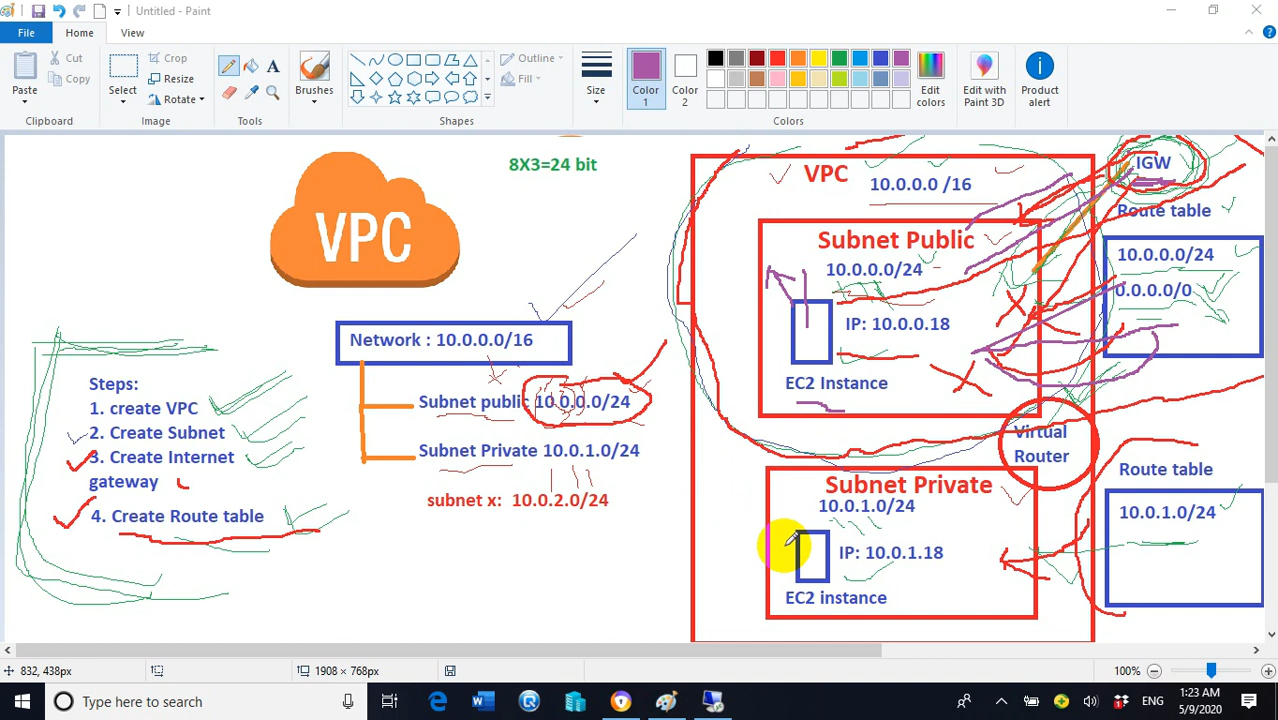 Untitled - Paint
File
Home
View
Paste
Cut
Copy
Clipboard
Select
Crop
Resize
Rotate
Image
A
Tools
Brushes
Outline
Fill
Shapes
Size
Color
1
Color
2
Edit
colors
Edit with
Paint 3D
Product
alert
Colors
8X3=24 bit
VPC
Network : 10.0.0.0/16
Subnet public 10.0.0.0/24
Subnet Private 10.0.1.0/24
subnet x: 10.0.2.0/24
Steps:
1. create VPC
2. Create Subnet
3. Create Internet
gateway
4. Create Route table
VPC
10.0.0.0 /16
Subnet Public
10.0.0.0/24
IP: 10.0.0.18
EC2 Instance
Virtual
Router
Subnet Private
10.0.1.0/24
IP: 10.0.1.18
EC2 instance
IGW
Route table
10.0.0.0/24
0.0.0.0/0
Route table
10.0.1.0/24
832, 438px
1908 × 768px
100%
Type here to search
ENG
1:23 AM
5/9/2020